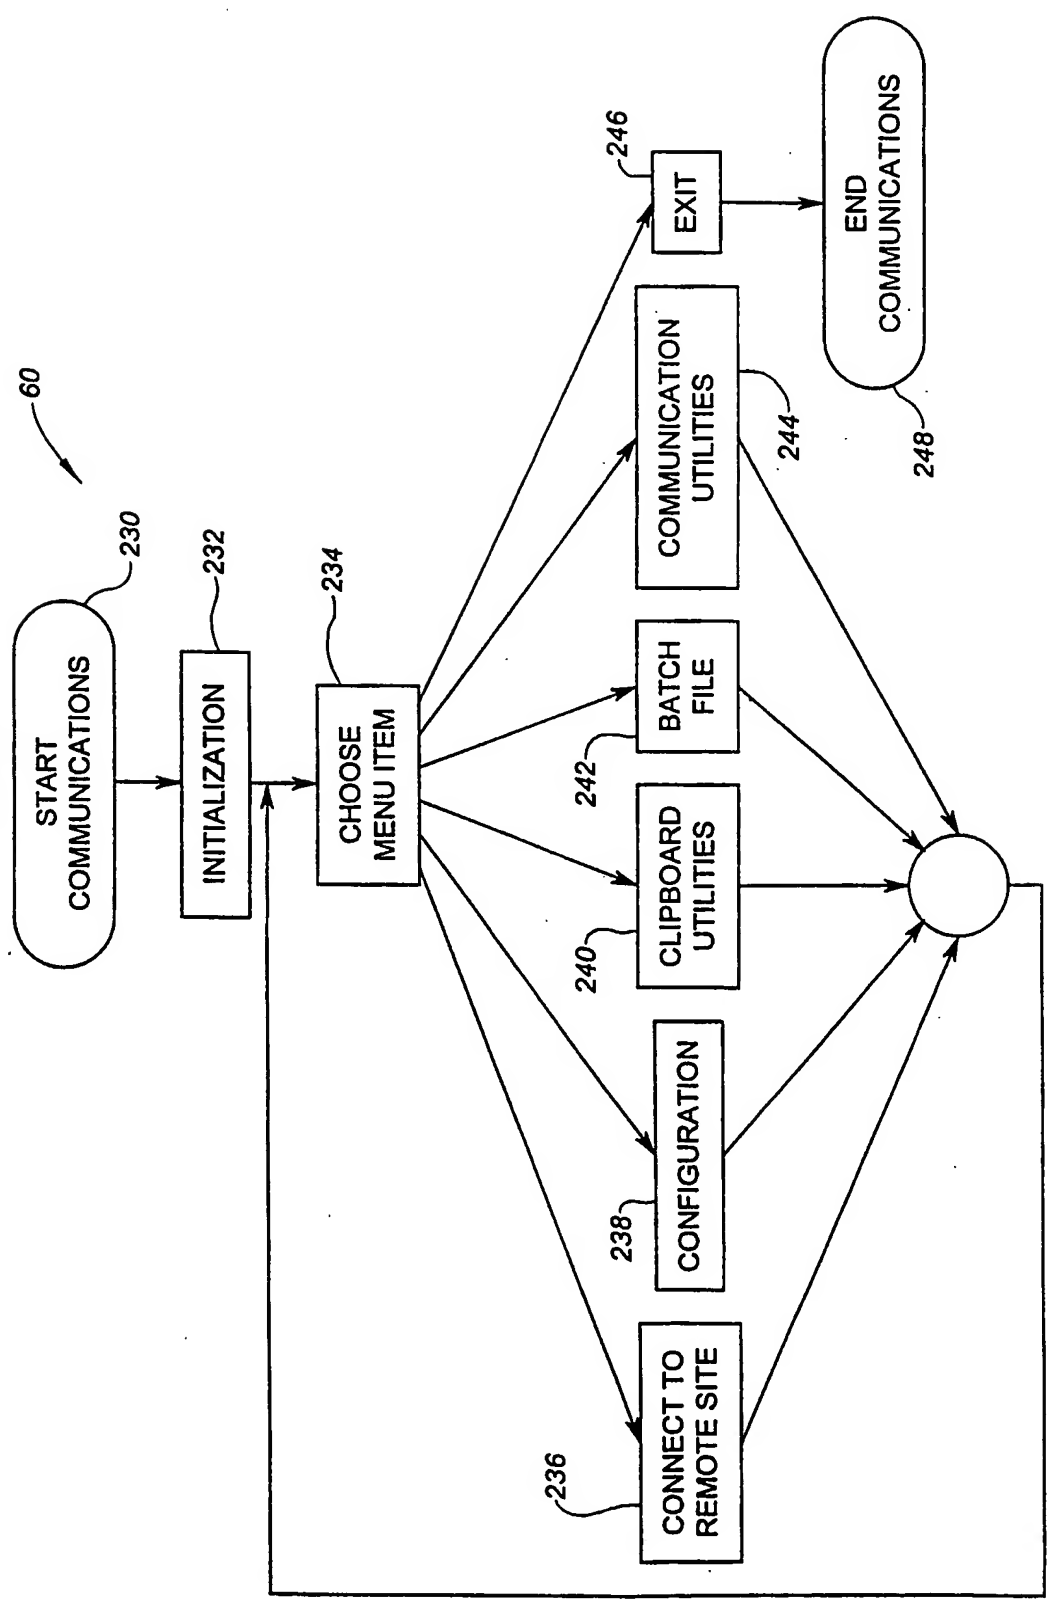 60
START
COMMUNICATIONS
230
INITIALIZATION
232
CHOOSE
MENU ITEM
234
CONNECT TO
REMOTE SITE
236
CONFIGURATION
238
CLIPBOARD
UTILITIES
240
BATCH
FILE
242
COMMUNICATION
UTILITIES
244
EXIT
246
END
COMMUNICATIONS
248